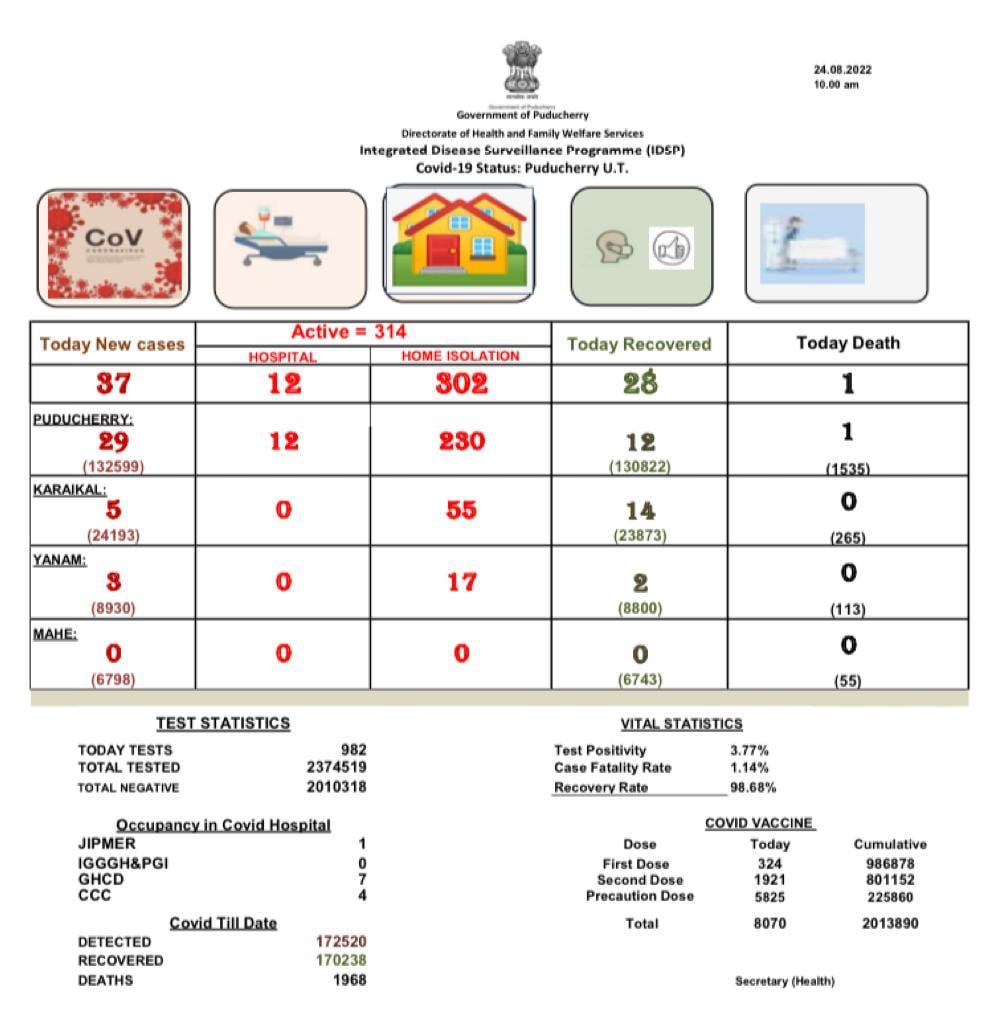 24.08.2022
10.00 am
Government of Puducherry
Government of Puducherry
Directorate of Health and Family Welfare Services
Integrated Disease Surveillance Programme (IDSP)
Covid-19 Status: Puducherry U.T.
CoV
CORONAVIRUS
Today New cases
Active = 314
HOSPITAL
HOME ISOLATION
Today Recovered
Today Death
37 12 302 28 1
PUDUCHERRY:
29 12 230 12 1
(132599) (130822) (1535)
KARAIKAL:
5 0 55 14 0
(24193) (23873) (265)
YANAM:
3 0 17 2 0
(8930) (8800) (113)
MAHE:
0 0 0 0 0
(6798) (6743) (55)
TEST STATISTICS
TODAY TESTS 982
TOTAL TESTED 2374519
TOTAL NEGATIVE 2010318
VITAL STATISTICS
Test Positivity 3.77%
Case Fatality Rate 1.14%
Recovery Rate 98.68%
Occupancy in Covid Hospital
JIPMER 1
IGGGH&PGI 0
GHCD 7
CCC 4
COVID VACCINE
Dose Today Cumulative
First Dose 324 986878
Second Dose 1921 801152
Precaution Dose 5825 225860
Total 8070 2013890
Covid Till Date
DETECTED 172520
RECOVERED 170238
DEATHS 1968
Secretary (Health)